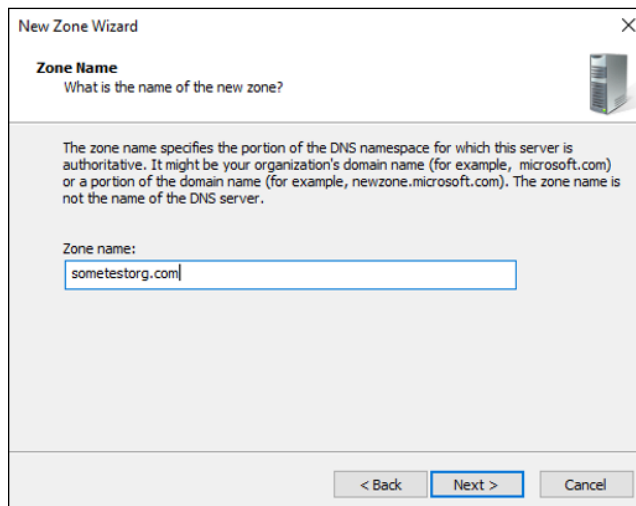 New Zone Wizard
Zone Name
What is the name of the new zone?
The zone name specifies the portion of the DNS namespace for which this server is
authoritative. It might be your organization's domain name (for example, microsoft.com)
or a portion of the domain name (for example, newzone.microsoft.com). The zone name is
not the name of the DNS server.
Zone name:
sometestorg.com
< Back Next > Cancel